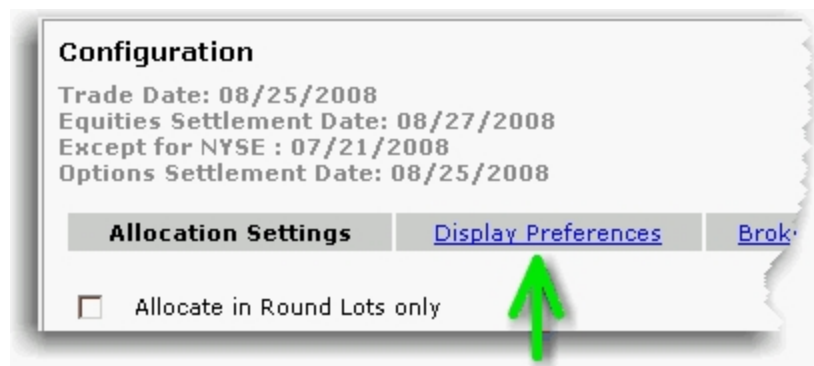 Configuration
Trade Date: 08/25/2008
Equities Settlement Date: 08/27/2008
Except for NYSE : 07/21/2008
Options Settlement Date: 08/25/2008
Allocation Settings Display Preferences
Allocate in Round Lots only